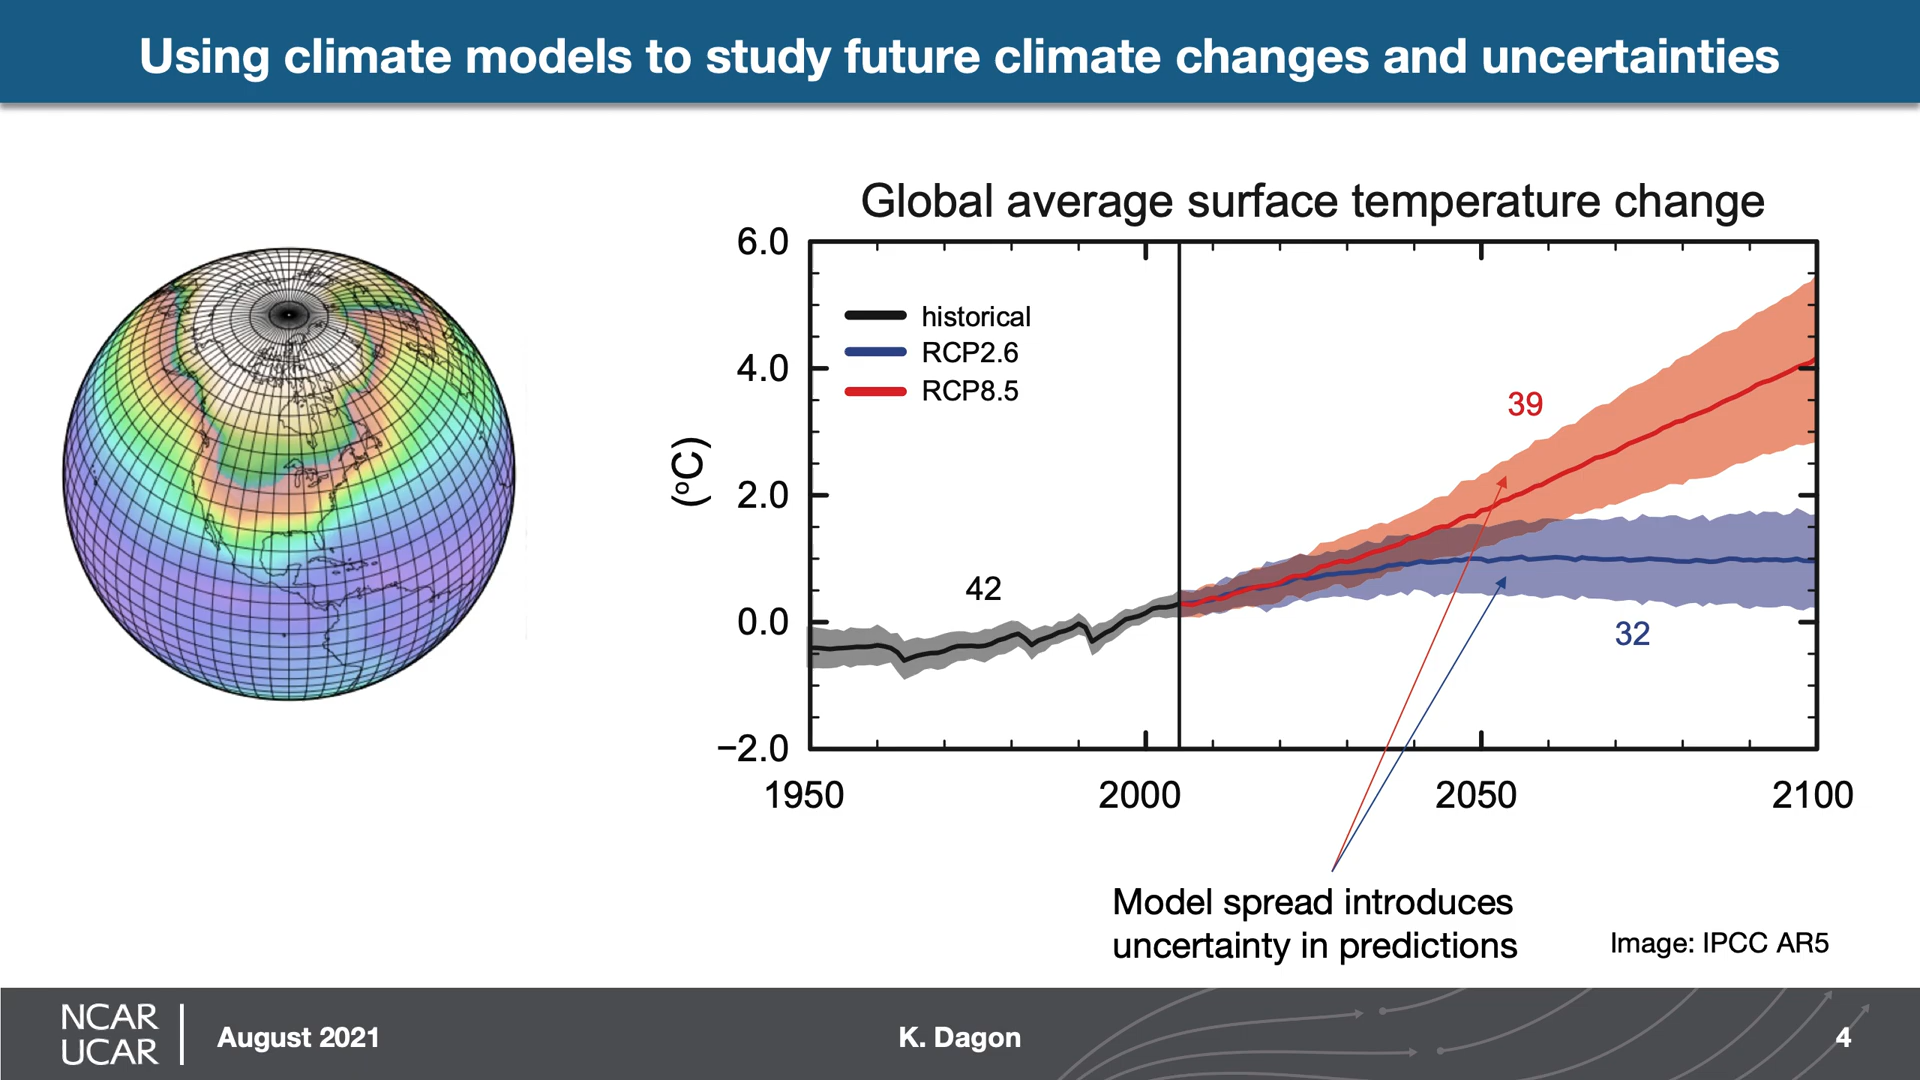 Using climate models to study future climate changes and uncertainties
Global average surface temperature change
6.0
4.0
2.0
0.0
−2.0
(°C)
historical
RCP2.6
RCP8.5
42
39
32
1950
2000
2050
2100
Model spread introduces
uncertainty in predictions
Image: IPCC AR5
NCAR
UCAR
August 2021
K. Dagon
4